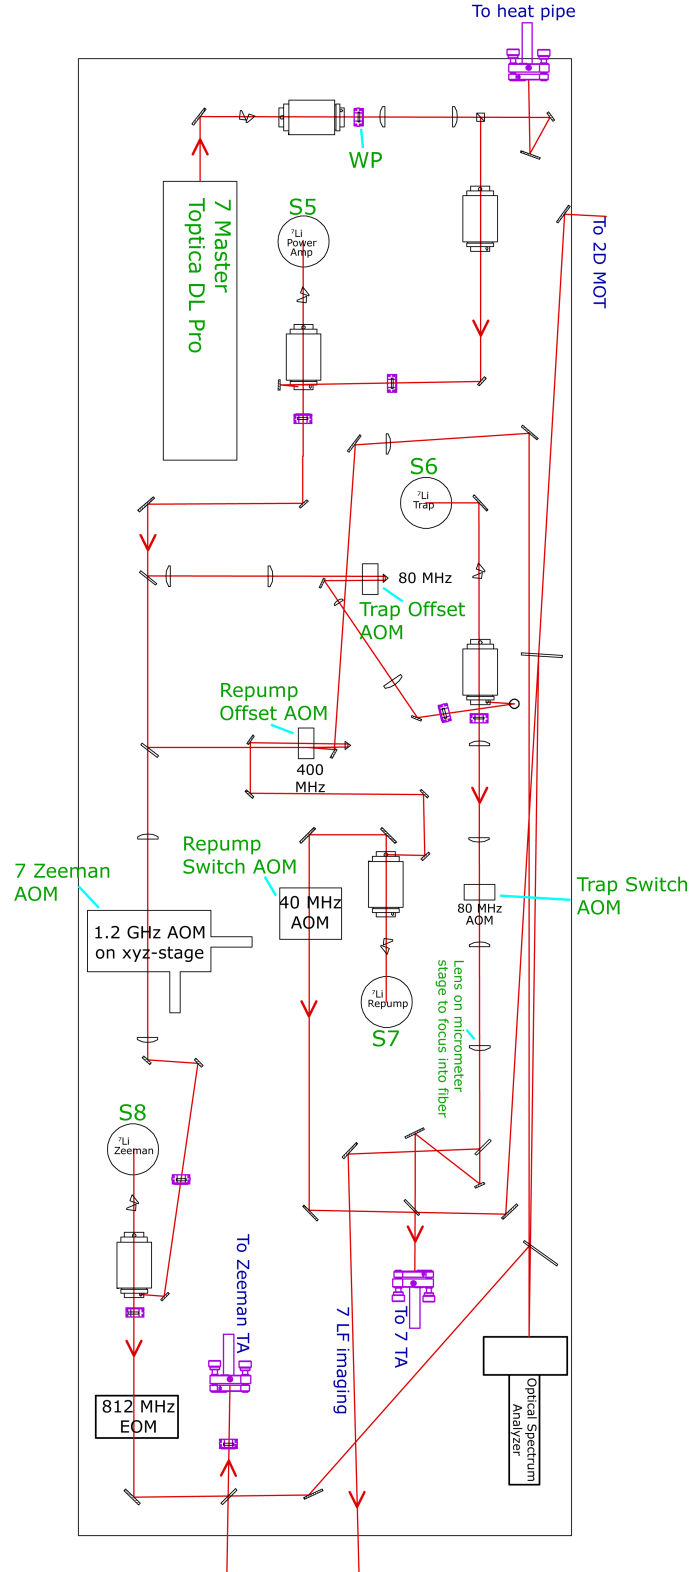 To heat pipe
WP
7 Master
Toptica DL Pro
S5
⁷Li
Power
Amp
To 2D MOT
S6
⁷Li
Trap
80 MHz
Trap Offset
AOM
Repump
Offset AOM
400
MHz
Repump
Switch AOM
7 Zeeman
AOM
40 MHz
AOM
80 MHz
AOM
Trap Switch
AOM
1.2 GHz AOM
on xyz-stage
Lens on micrometer
stage to focus into fiber
⁷Li
Repump
S7
S8
⁷Li
Zeeman
To Zeeman TA
7 LF imaging
To 7 TA
812 MHz
EOM
Optical Spectrum
Analyzer